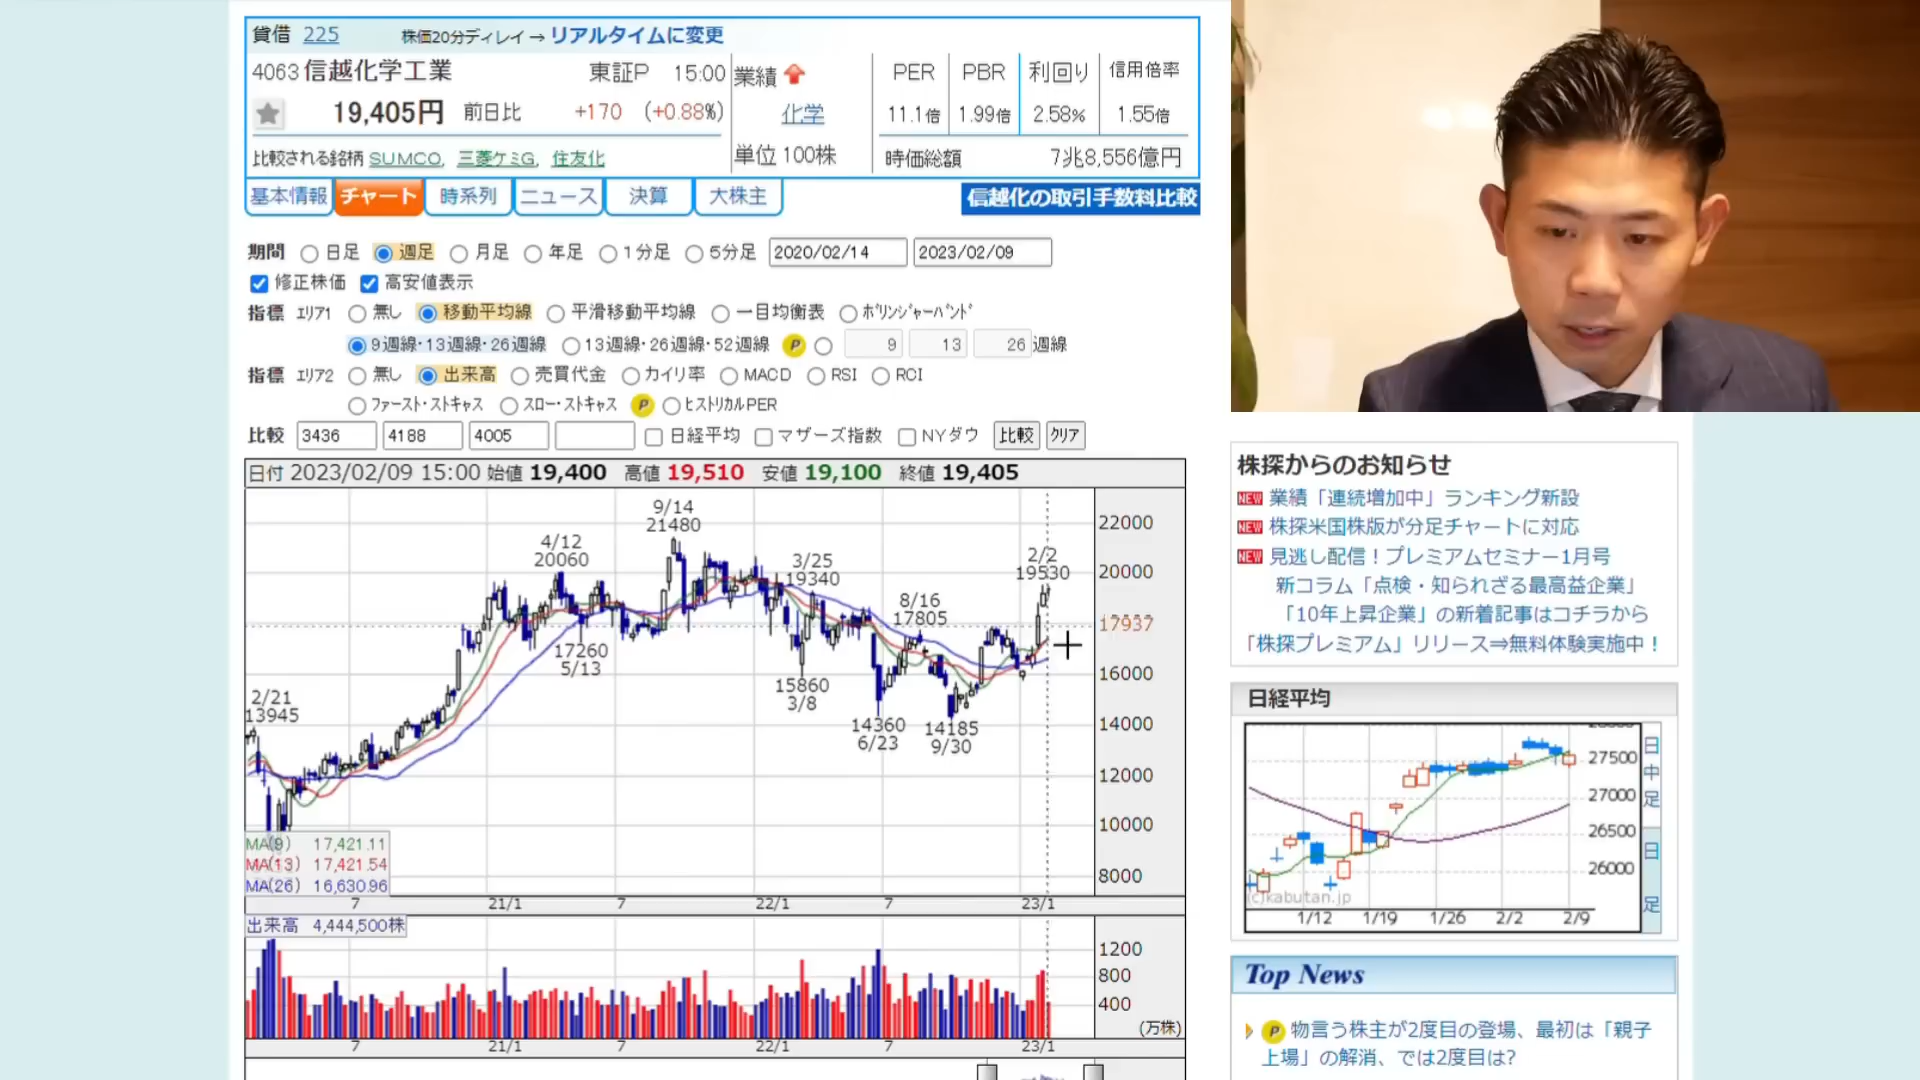 貸借 225 株価20分ディレイ → リアルタイムに変更
4063 信越化学工業 東証P 15:00
19,405円 前日比 +170 (+0.88%)
比較される銘柄 SUMCO, 三菱ケミG, 住友化
業績
化学
単位 100株
PER PBR 利回り 信用倍率
11.1倍 1.99倍 2.58% 1.55倍
時価総額 7兆8,556億円
基本情報 チャート 時系列 ニュース 決算 大株主 信越化の取引手数料比較
期間 日足 週足 月足 年足 1分足 5分足 2020/02/14 2023/02/09
修正株価 高安値表示
指標 エリア1 無し 移動平均線 平滑移動平均線 一目均衡表 ボリンジャーバンド
9週線・13週線・26週線 13週線・26週線・52週線 P 9 13 26 週線
指標 エリア2 無し 出来高 売買代金 カイリ率 MACD RSI RCI
ファースト・ストキャス スロー・ストキャス P ヒストリカルPER
比較 3436 4188 4005 日経平均 マザーズ指数 NYダウ 比較 クリア
日付 2023/02/09 15:00 始値 19,400 高値 19,510 安値 19,100 終値 19,405
9/14
21480
4/12
20060
3/25
19340
2/2
19530
8/16
17805
17260
5/13
15860
3/8
14360
6/23
14185
9/30
2/21
13945
22000
20000
17937
16000
14000
12000
10000
8000
MA(9) 17,421.11
MA(13) 17,421.54
MA(26) 16,630.96
7 21/1 7 22/1 7 23/1
出来高 4,444,500株
1200
800
400
(万株)
7 21/1 7 22/1 7 23/1
株探からのお知らせ
NEW 業績「連続増加中」ランキング新設
NEW 株探米国株版が分足チャートに対応
NEW 見逃し配信！プレミアムセミナー1月号
新コラム「点検・知られざる最高益企業」
「10年上昇企業」の新着記事はコチラから
「株探プレミアム」リリース⇒無料体験実施中！
日経平均
27500
27000
26500
26000
(c)kabutan.jp
1/12 1/19 1/26 2/2 2/9
日中足
日足
Top News
P 物言う株主が2度目の登場、最初は「親子
上場」の解消、では2度目は?